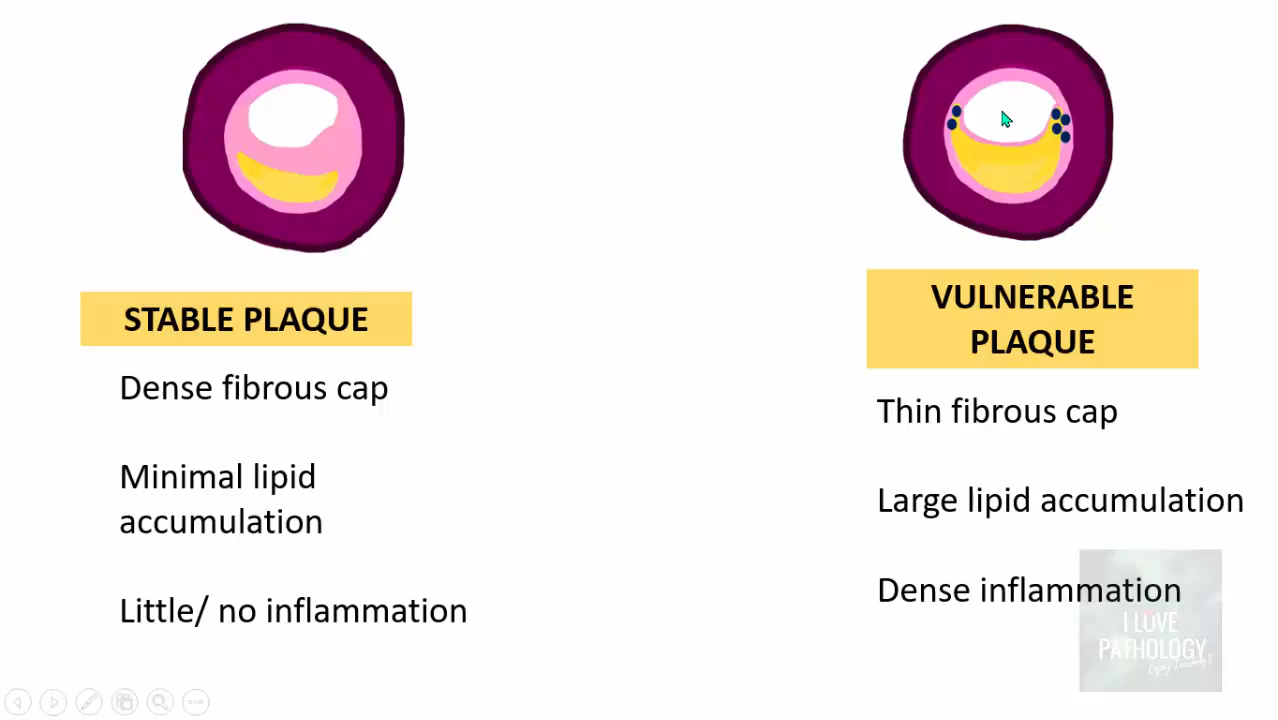 STABLE PLAQUE
Dense fibrous cap
Minimal lipid
accumulation
Little/ no inflammation
VULNERABLE
PLAQUE
Thin fibrous cap
Large lipid accumulation
Dense inflammation
I LOVE
PATHOLOGY